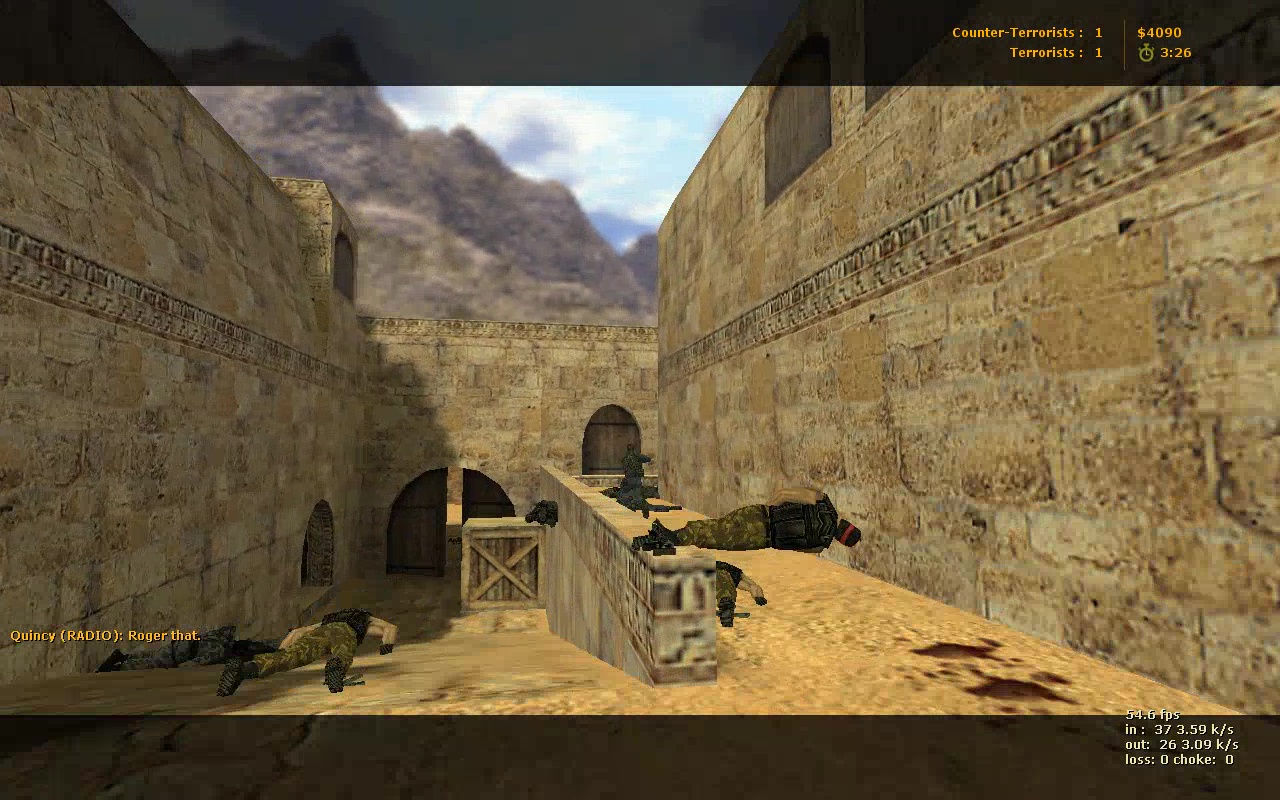 Counter-Terrorists : 1 $4090
Terrorists : 1 3:26
Quincy (RADIO): Roger that.
54.6 fps
in : 37 3.59 k/s
out: 26 3.09 k/s
loss: 0 choke: 0